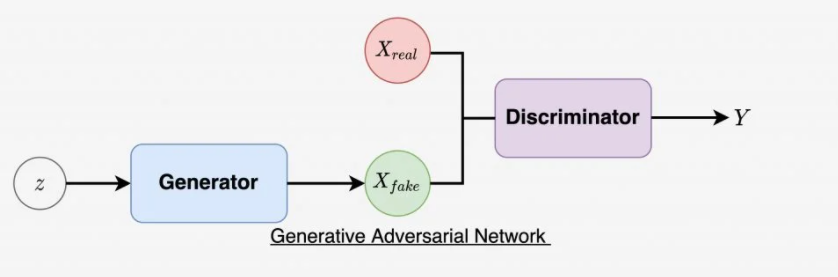 X_real
Discriminator
Y
z
Generator
X_fake
Generative Adversarial Network